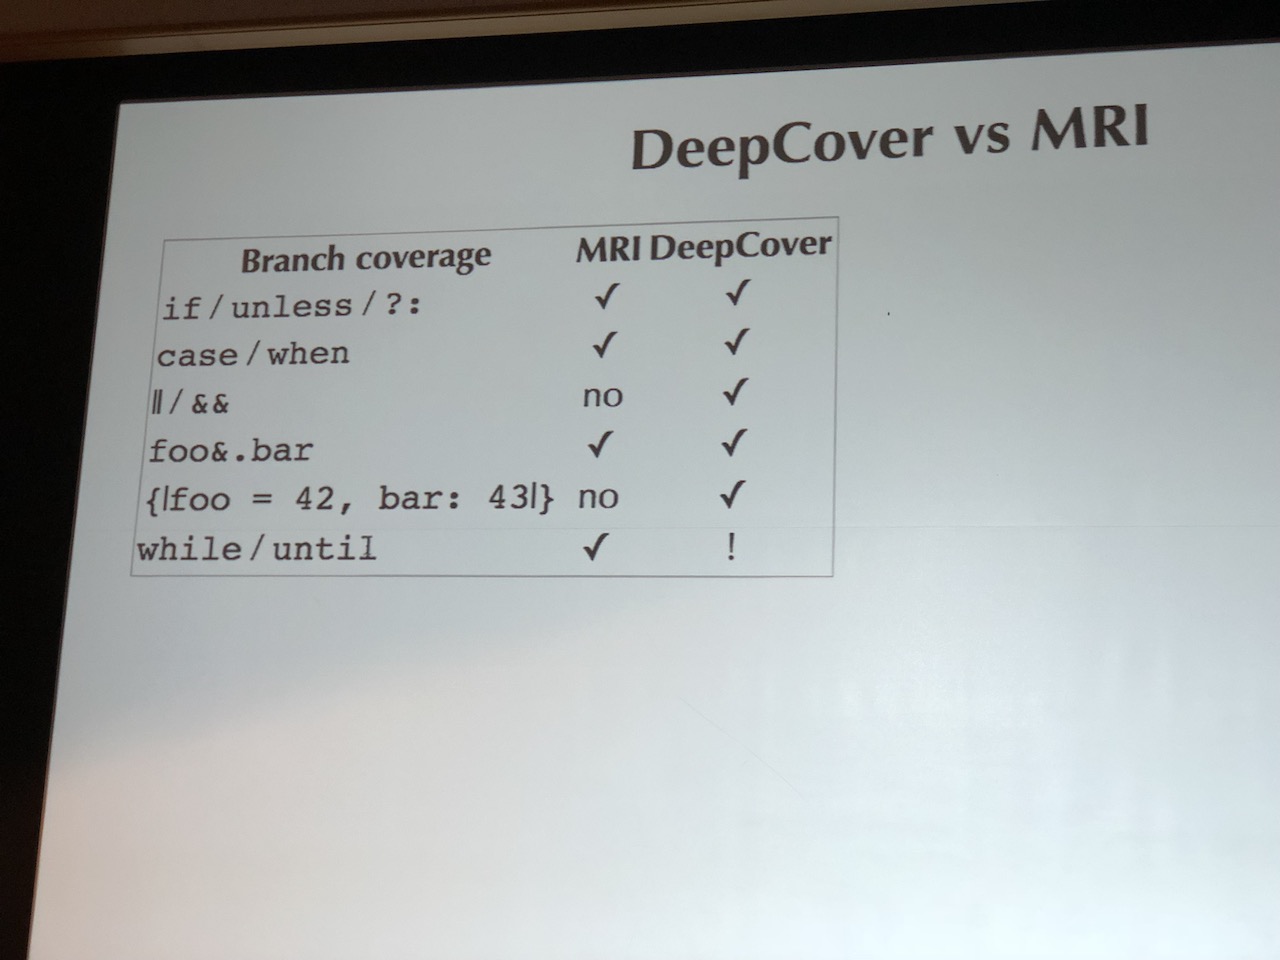 DeepCover vs MRI
Branch coverage MRI DeepCover
if/unless/?: ✓ ✓
case/when ✓ ✓
||/&& no ✓
foo&.bar ✓ ✓
{|foo = 42, bar: 43|} no ✓
while/until ✓ !